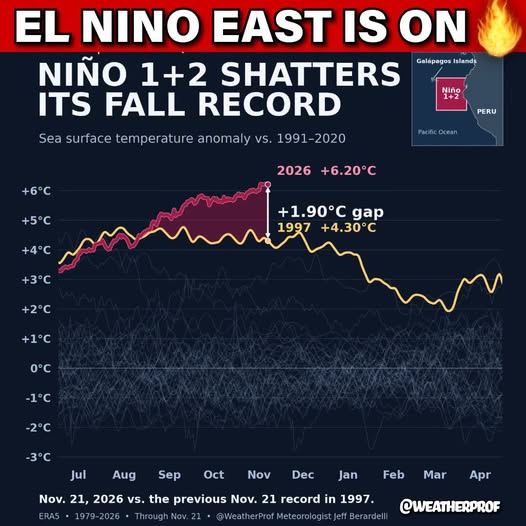 EL NINO EAST IS ON
NIÑO 1+2 SHATTERS
ITS FALL RECORD
Sea surface temperature anomaly vs. 1991–2020
Galápagos Islands
Niño
1+2
PERU
Pacific Ocean
2026 +6.20°C
+1.90°C gap
1997 +4.30°C
+6°C
+5°C
+4°C
+3°C
+2°C
+1°C
0°C
-1°C
-2°C
-3°C
Jul Aug Sep Oct Nov Dec Jan Feb Mar Apr
Nov. 21, 2026 vs. the previous Nov. 21 record in 1997.
ERA5 • 1979–2026 • Through Nov. 21 • @WeatherProf Meteorologist Jeff Berardelli
@WEATHERPROF